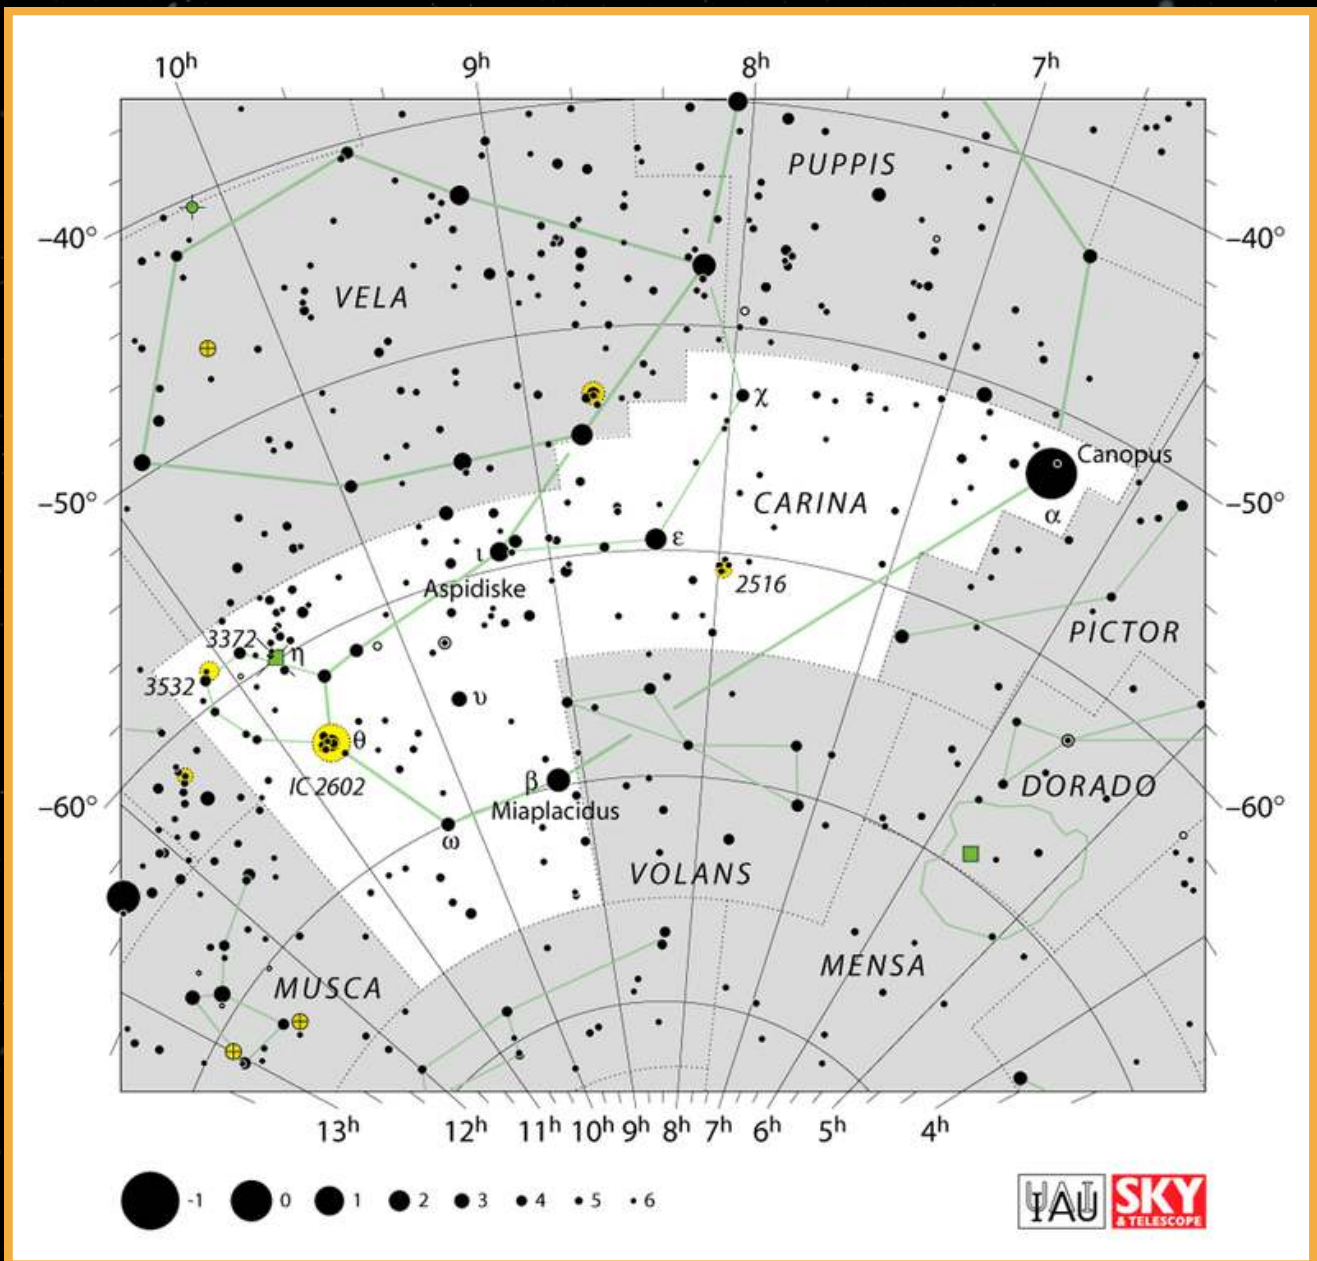 10h 9h 8h 7h
PUPPIS
−40° −40°
VELA
χ
Canopus
−50° CARINA −50°
α
ι ε
Aspidiske 2516
PICTOR
3372 η
3532
υ
θ
IC 2602 β DORADO
−60° Miaplacidus −60°
ω
VOLANS
MENSA
MUSCA
13h 12h 11h 10h 9h 8h 7h 6h 5h 4h
-1 0 1 2 3 4 5 6
IAU SKY
& TELESCOPE